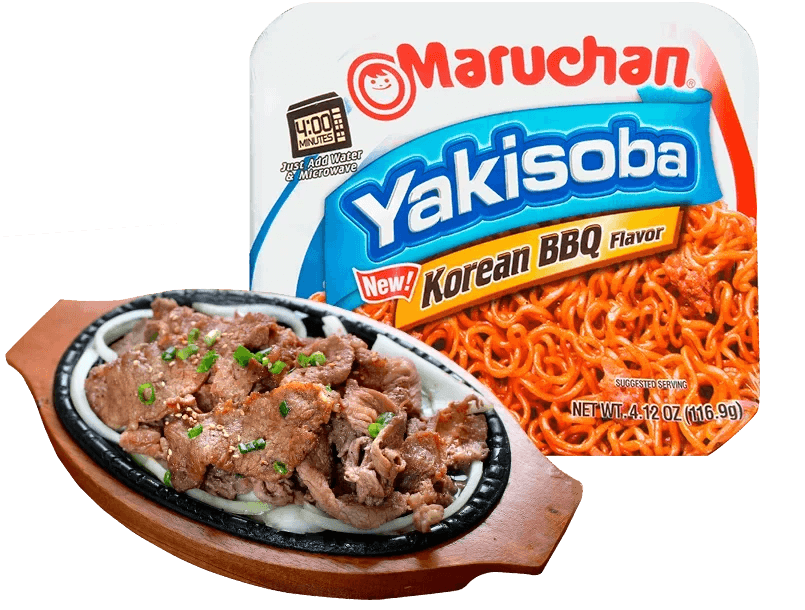 Maruchan®
4:00
MINUTES
Just Add Water
& Microwave
Yakisoba
New! Korean BBQ Flavor
SUGGESTED SERVING
NET WT. 4.12 OZ (116.9g)